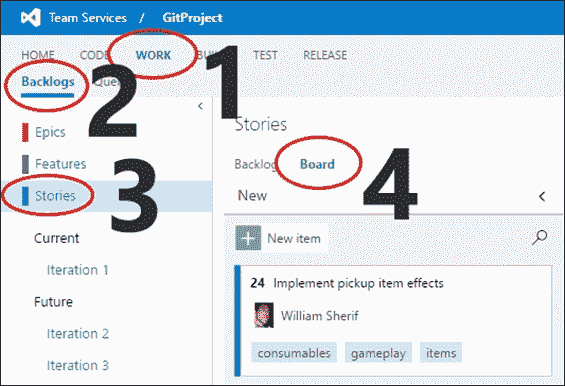 Team Services / GitProject
HOME CODE WORK BUI TEST RELEASE
1
Backlogs Que
2
Epics
Features
3
Stories
Current
Iteration 1
Future
Iteration 2
Iteration 3
Stories
Backlog Board
4
New
New item
24 Implement pickup item effects
William Sherif
consumables gameplay items